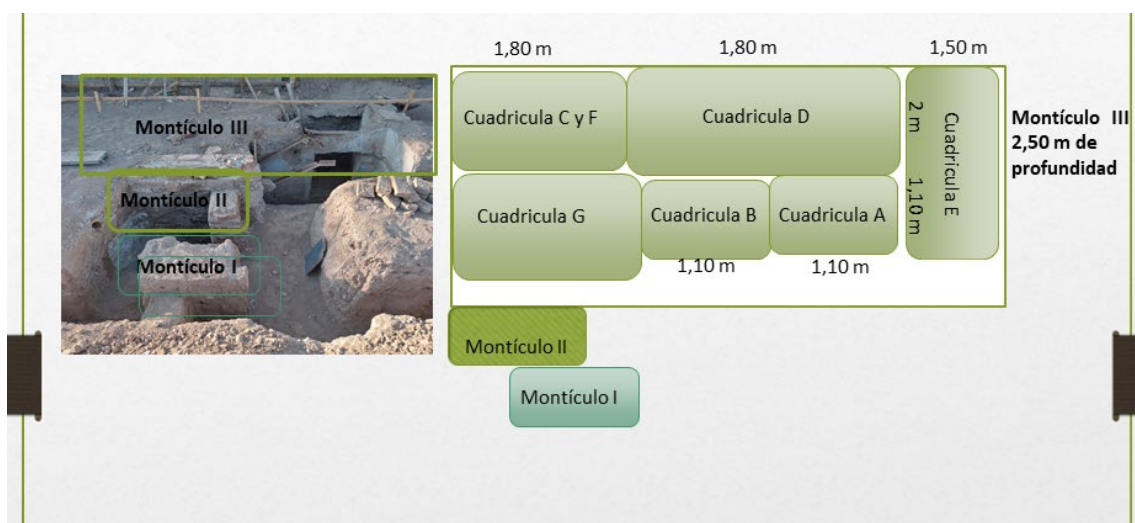 1,80 m
1,80 m
1,50 m
Montículo III
Montículo II
Montículo I
Cuadricula C y F
Cuadricula D
Cuadricula G
Cuadricula B
Cuadricula A
1,10 m
1,10 m
2 m
1,10 m
Cuadricula E
Montículo III
2,50 m de
profundidad
Montículo II
Montículo I